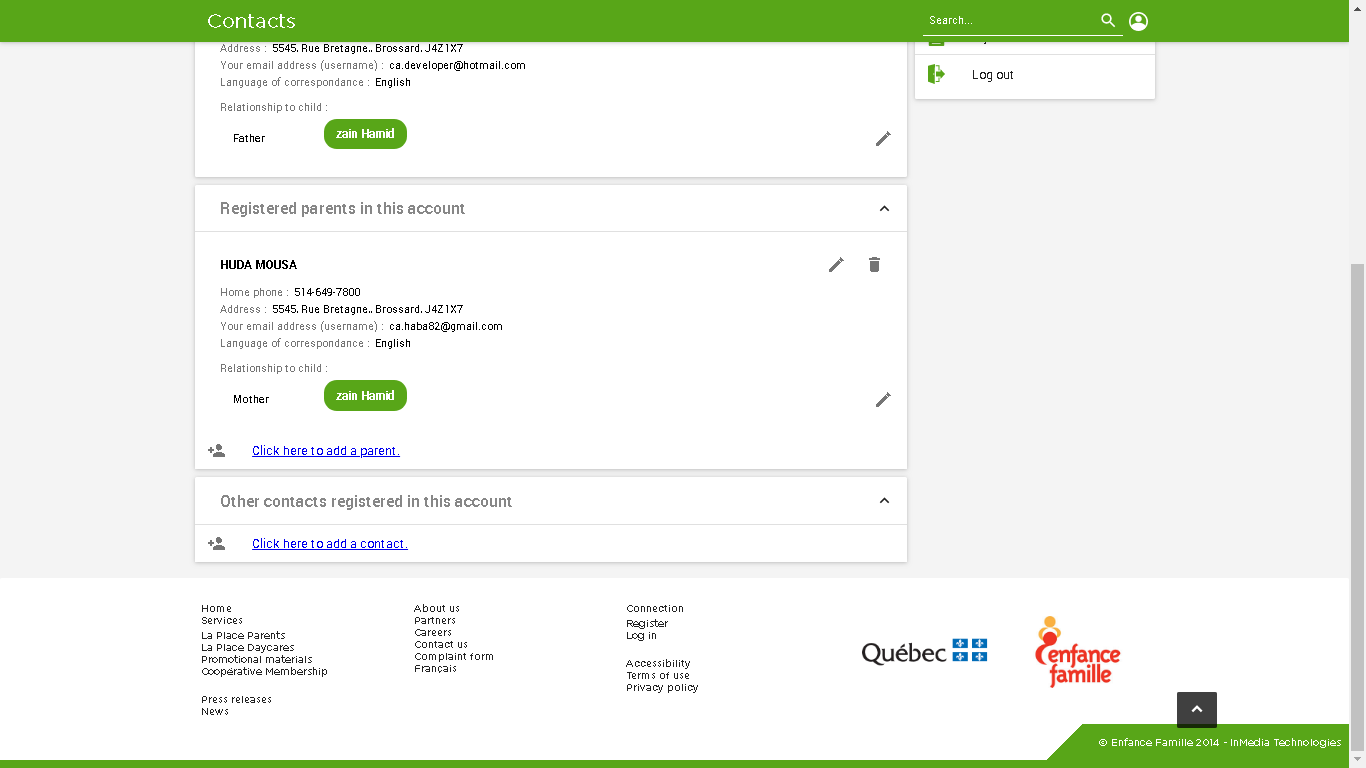 Contacts
Search...
Address : 5545, Rue Bretagne,, Brossard, J4Z1X7
Your email address (username) : ca.developer@hotmail.com
Language of correspondance : English
Log out
Relationship to child :
Father
zain Hamid
Registered parents in this account
HUDA MOUSA
Home phone : 514-649-7800
Address : 5545, Rue Bretagne,, Brossard, J4Z1X7
Your email address (username) : ca.haba82@gmail.com
Language of correspondance : English
Relationship to child :
Mother
zain Hamid
Click here to add a parent.
Other contacts registered in this account
Click here to add a contact.
Home
Services
La Place Parents
La Place Daycares
Promotional materials
Cooperative Membership
Press releases
News
About us
Partners
Careers
Contact us
Complaint form
Français
Connection
Register
Log in
Accessibility
Terms of use
Privacy policy
Québec
enfance
famille
© Enfance Famille 2014 - InMedia Technologies